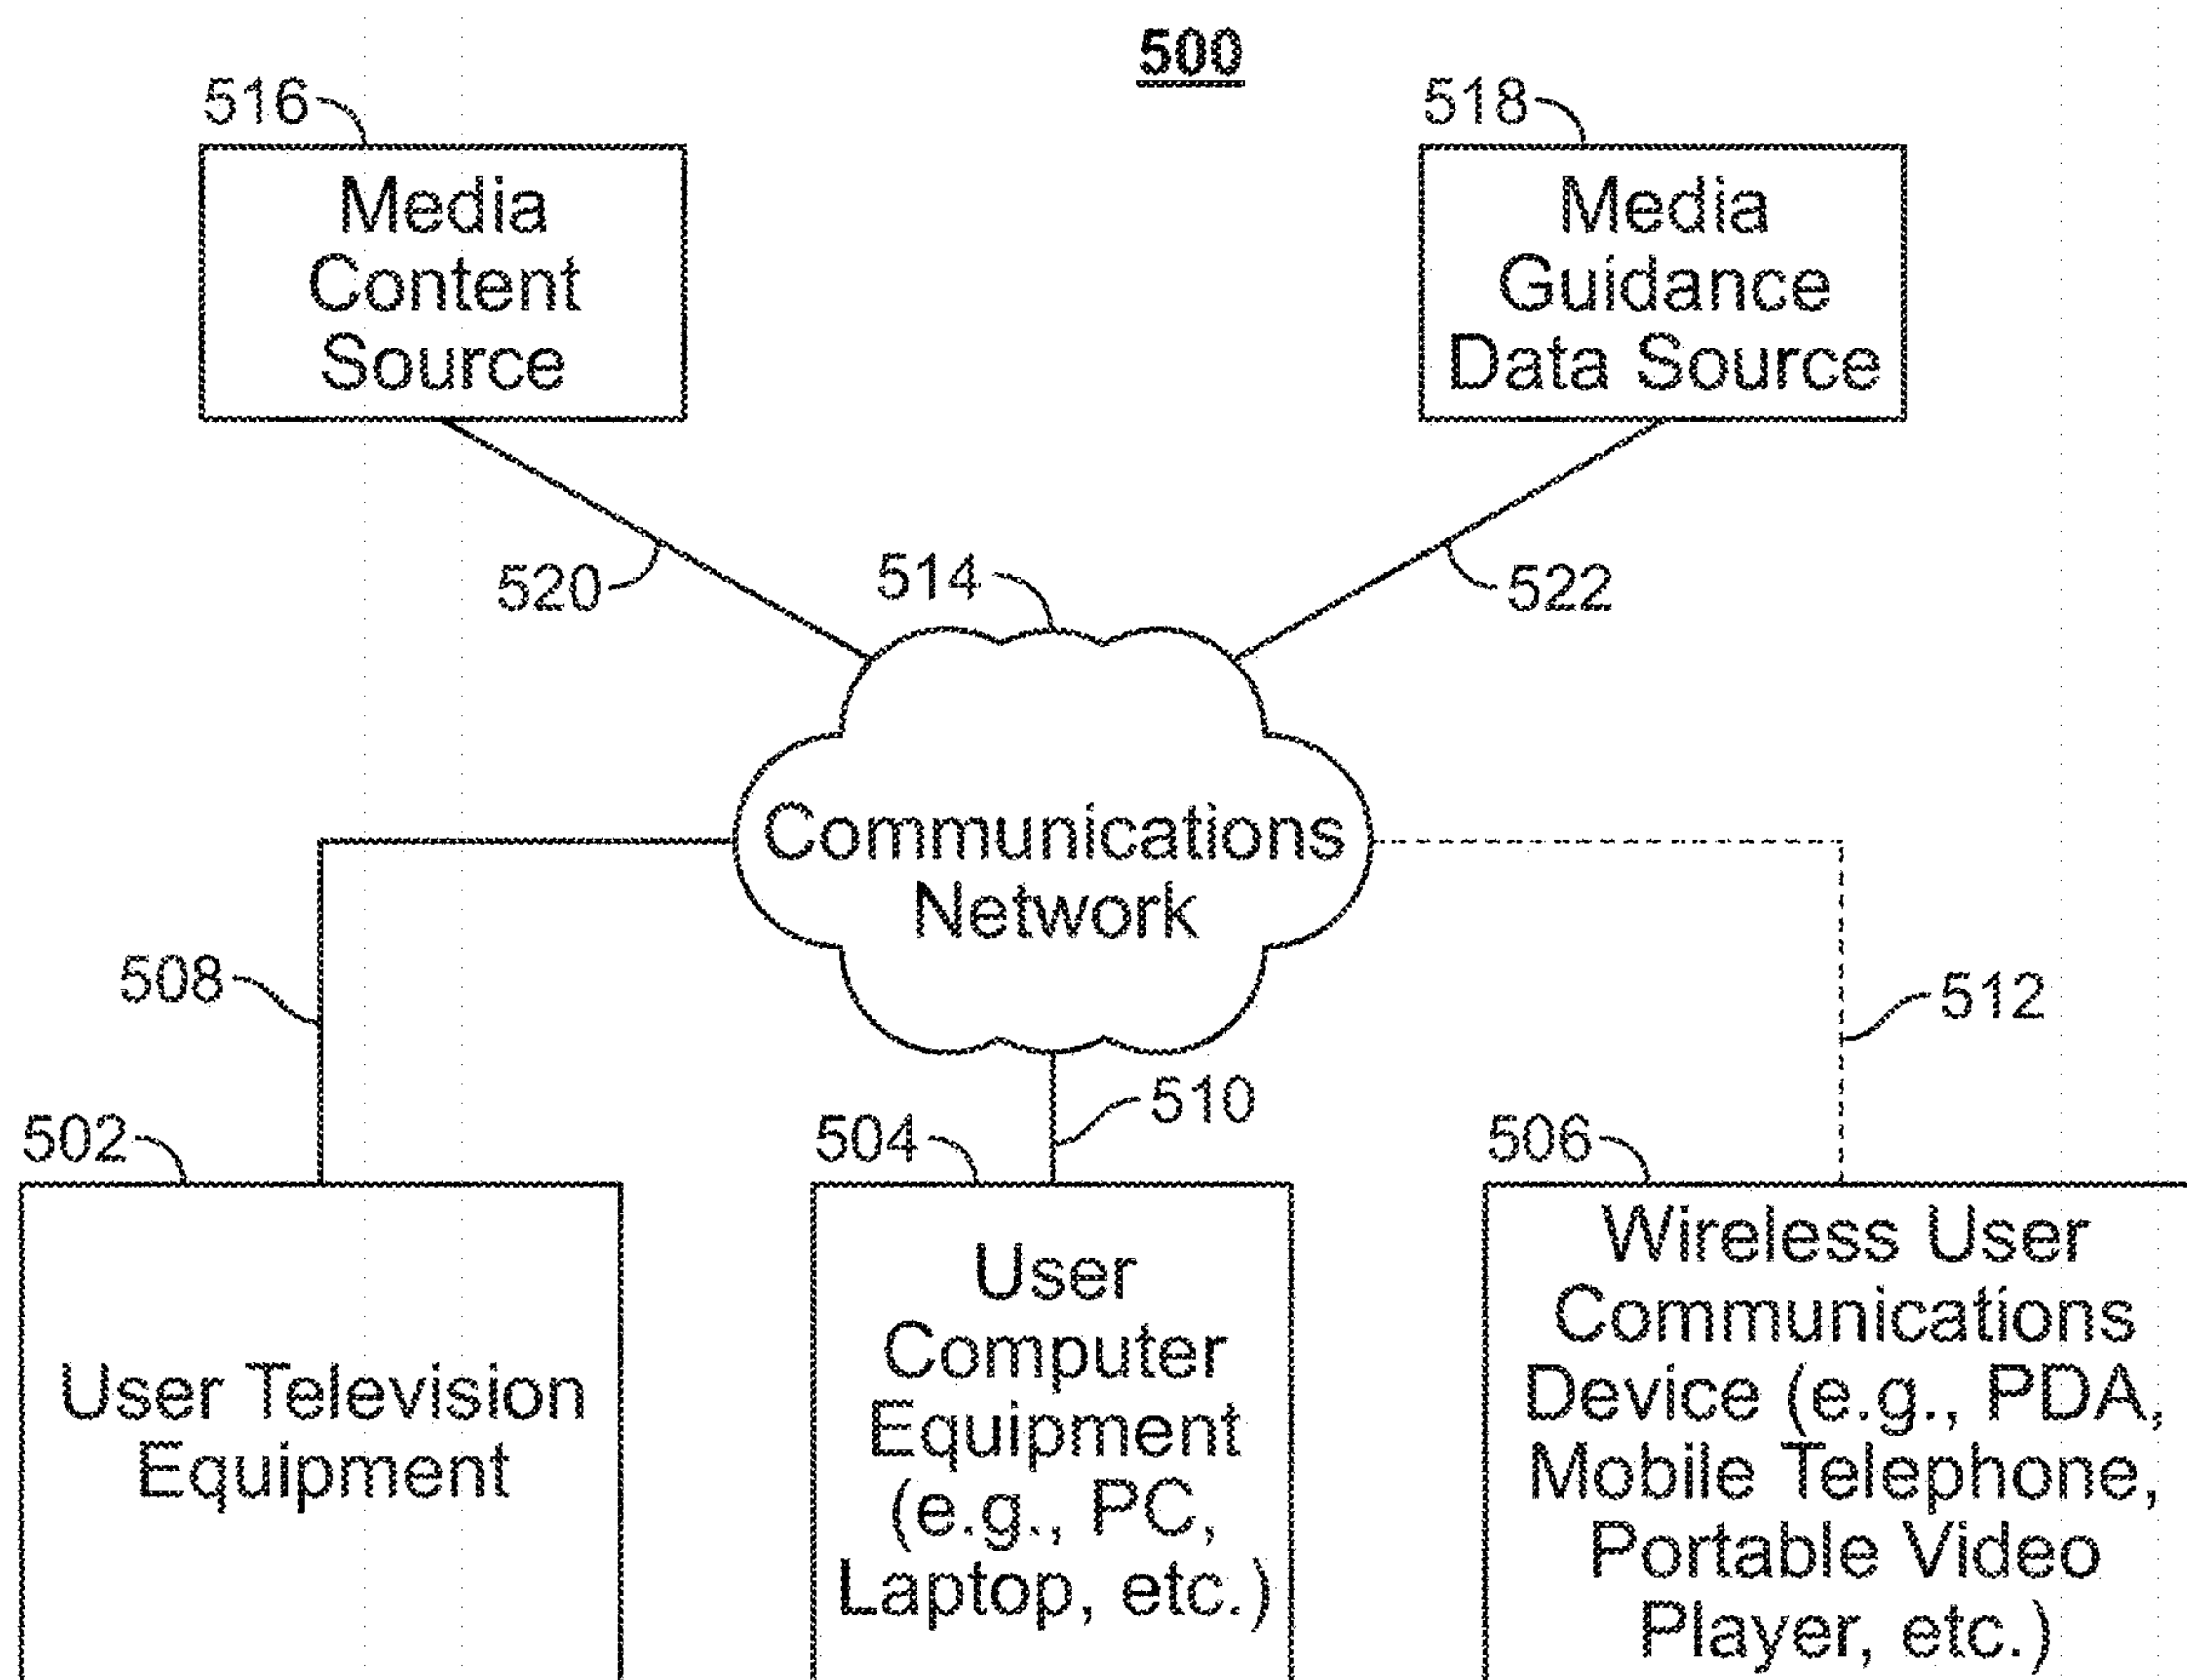 500
516
518
Media
Content
Source
Media
Guidance
Data Source
520
514
522
Communications
Network
508
512
510
502
504
506
User Television
Equipment
User
Computer
Equipment
(e.g., PC,
Laptop, etc.)
Wireless User
Communications
Device (e.g., PDA,
Mobile Telephone,
Portable Video
Player, etc.)